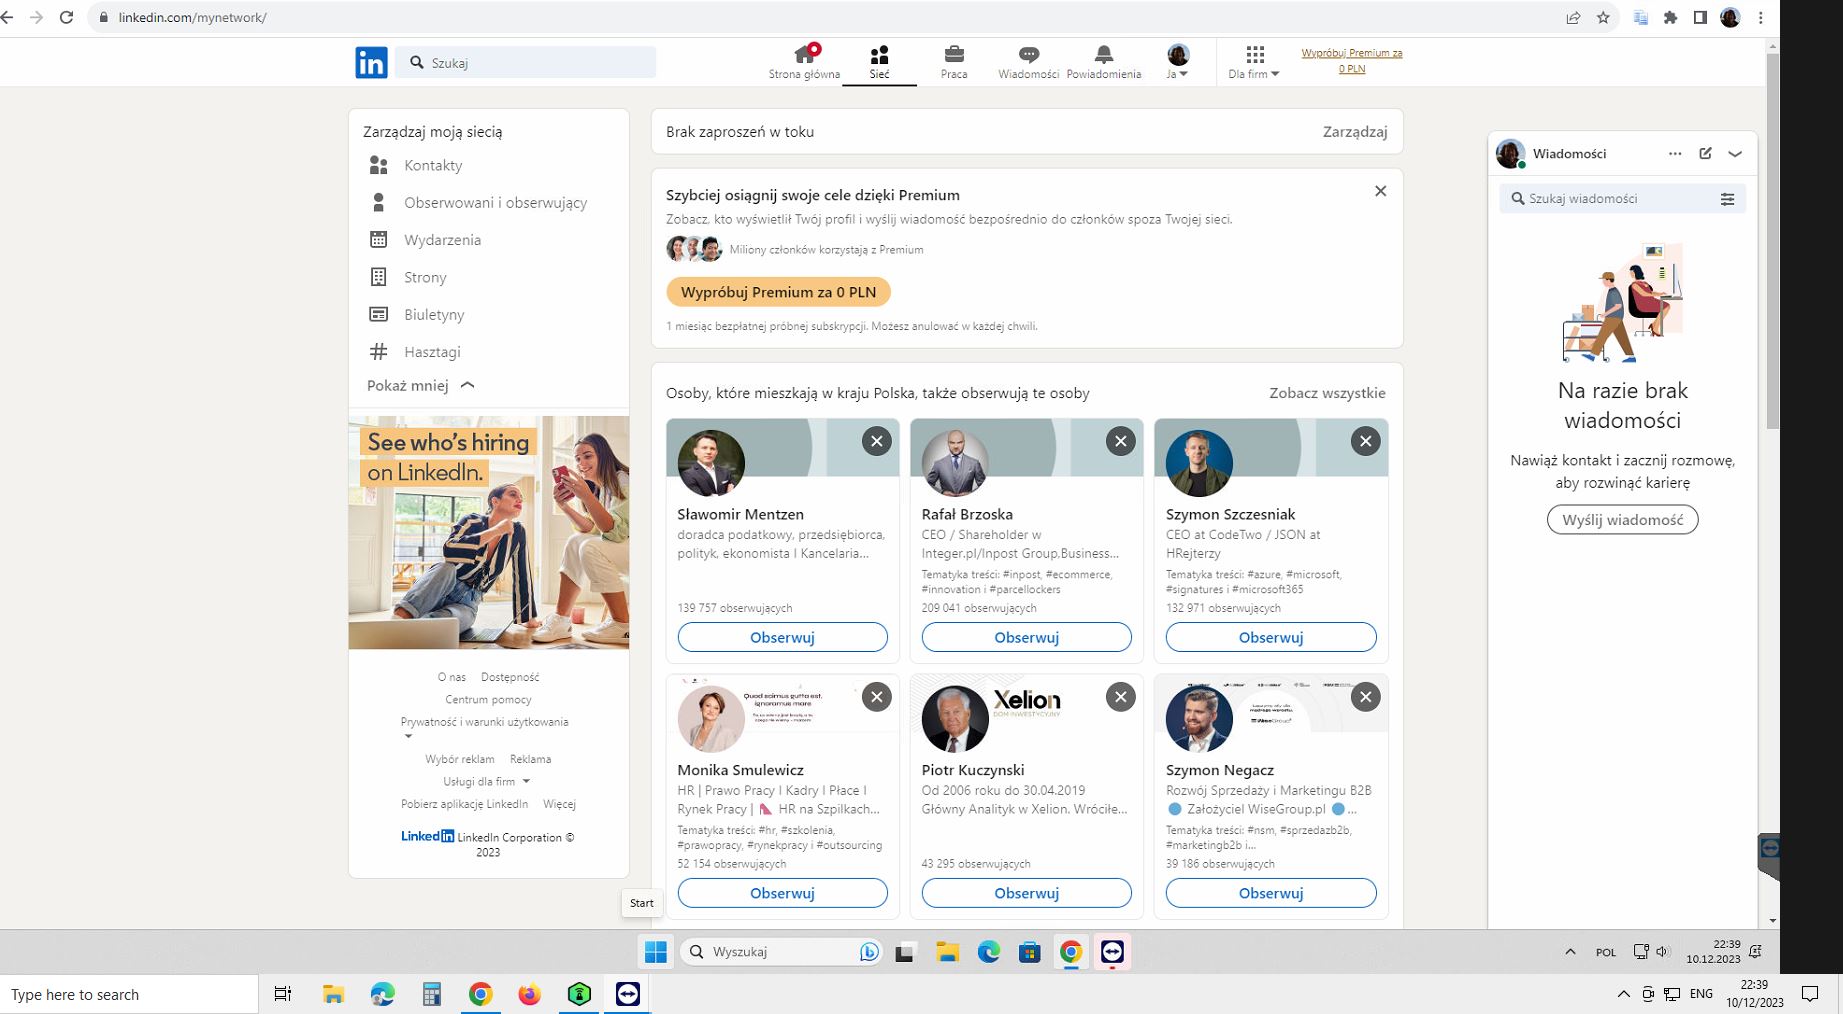 linkedin.com/mynetwork/
in
Szukaj
Strona główna
Sieć
Praca
Wiadomości
Powiadomienia
Ja
Dla firm
Wypróbuj Premium za
0 PLN
Zarządzaj moją siecią
Kontakty
Obserwowani i obserwujący
Wydarzenia
Strony
Biuletyny
Hasztagi
Pokaż mniej
See who's hiring
on LinkedIn.
O nas Dostępność
Centrum pomocy
Prywatność i warunki użytkowania
Wybór reklam Reklama
Usługi dla firm
Pobierz aplikację LinkedIn Więcej
LinkedIn LinkedIn Corporation ©
2023
Brak zaproszeń w toku
Zarządzaj
Szybciej osiągnij swoje cele dzięki Premium
Zobacz, kto wyświetlił Twój profil i wyślij wiadomość bezpośrednio do członków spoza Twojej sieci.
Miliony członków korzystają z Premium
Wypróbuj Premium za 0 PLN
1 miesiąc bezpłatnej próbnej subskrypcji. Możesz anulować w każdej chwili.
Osoby, które mieszkają w kraju Polska, także obserwują te osoby
Zobacz wszystkie
Sławomir Mentzen
doradca podatkowy, przedsiębiorca,
polityk, ekonomista I Kancelaria...
139 757 obserwujących
Obserwuj
Rafał Brzoska
CEO / Shareholder w
Integer.pl/Inpost Group,Business...
Tematyka treści: #inpost, #ecommerce,
#innovation i #parcellockers
209 041 obserwujących
Obserwuj
Szymon Szczesniak
CEO at CodeTwo / JSON at
HRejterzy
Tematyka treści: #azure, #microsoft,
#signatures i #microsoft365
132 971 obserwujących
Obserwuj
Quod scimus gutta est,
ignoramus mare
Monika Smulewicz
HR | Prawo Pracy I Kadry I Płace I
Rynek Pracy | 👠 HR na Szpilkach...
Tematyka treści: #hr, #szkolenia,
#prawopracy, #rynekpracy i #outsourcing
52 154 obserwujących
Obserwuj
Xelion
DOM INWESTYCYJNY
Piotr Kuczynski
Od 2006 roku do 30.04.2019
Główny Analityk w Xelion. Wróciłe...
43 295 obserwujących
Obserwuj
WiseGroup
Szymon Negacz
Rozwój Sprzedaży i Marketingu B2B
🔵 Założyciel WiseGroup.pl 🔵...
Tematyka treści: #nsm, #sprzedazb2b,
#marketingb2b i...
39 186 obserwujących
Obserwuj
Wiadomości
Szukaj wiadomości
Na razie brak
wiadomości
Nawiąż kontakt i zacznij rozmowę,
aby rozwinąć karierę
Wyślij wiadomość
Start
Wyszukaj
POL
22:39
10.12.2023
Type here to search
ENG
22:39
10/12/2023